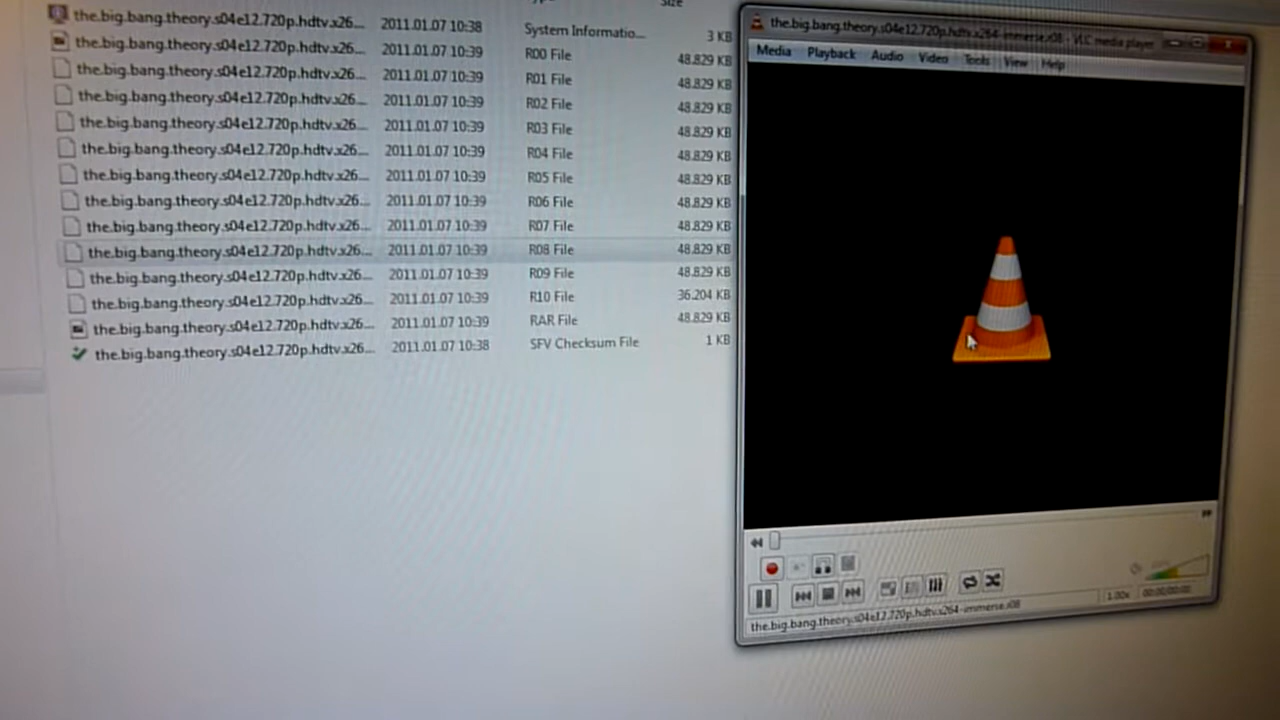 Size
the.big.bang.theory.s04e12.720p.hdtv.x26... 2011.01.07 10:38 System Informatio... 3 KB
the.big.bang.theory.s04e12.720p.hdtv.x26... 2011.01.07 10:39 R00 File 48.829 KB
the.big.bang.theory.s04e12.720p.hdtv.x26... 2011.01.07 10:39 R01 File 48.829 KB
the.big.bang.theory.s04e12.720p.hdtv.x26... 2011.01.07 10:39 R02 File 48.829 KB
the.big.bang.theory.s04e12.720p.hdtv.x26... 2011.01.07 10:39 R03 File 48.829 KB
the.big.bang.theory.s04e12.720p.hdtv.x26... 2011.01.07 10:39 R04 File 48.829 KB
the.big.bang.theory.s04e12.720p.hdtv.x26... 2011.01.07 10:39 R05 File 48.829 KB
the.big.bang.theory.s04e12.720p.hdtv.x26... 2011.01.07 10:39 R06 File 48.829 KB
the.big.bang.theory.s04e12.720p.hdtv.x26... 2011.01.07 10:39 R07 File 48.829 KB
the.big.bang.theory.s04e12.720p.hdtv.x26... 2011.01.07 10:39 R08 File 48.829 KB
the.big.bang.theory.s04e12.720p.hdtv.x26... 2011.01.07 10:39 R09 File 48.829 KB
the.big.bang.theory.s04e12.720p.hdtv.x26... 2011.01.07 10:39 R10 File 36.204 KB
the.big.bang.theory.s04e12.720p.hdtv.x26... 2011.01.07 10:39 RAR File 48.829 KB
the.big.bang.theory.s04e12.720p.hdtv.x26... 2011.01.07 10:38 SFV Checksum File 1 KB
the.big.bang.theory.s04e12.720p.hdtv.x264-immerse.r08 - VLC media player
Media Playback Audio Video Tools View Help
the.big.bang.theory.s04e12.720p.hdtv.x264-immerse.r08 1.00x 00:00/00:00